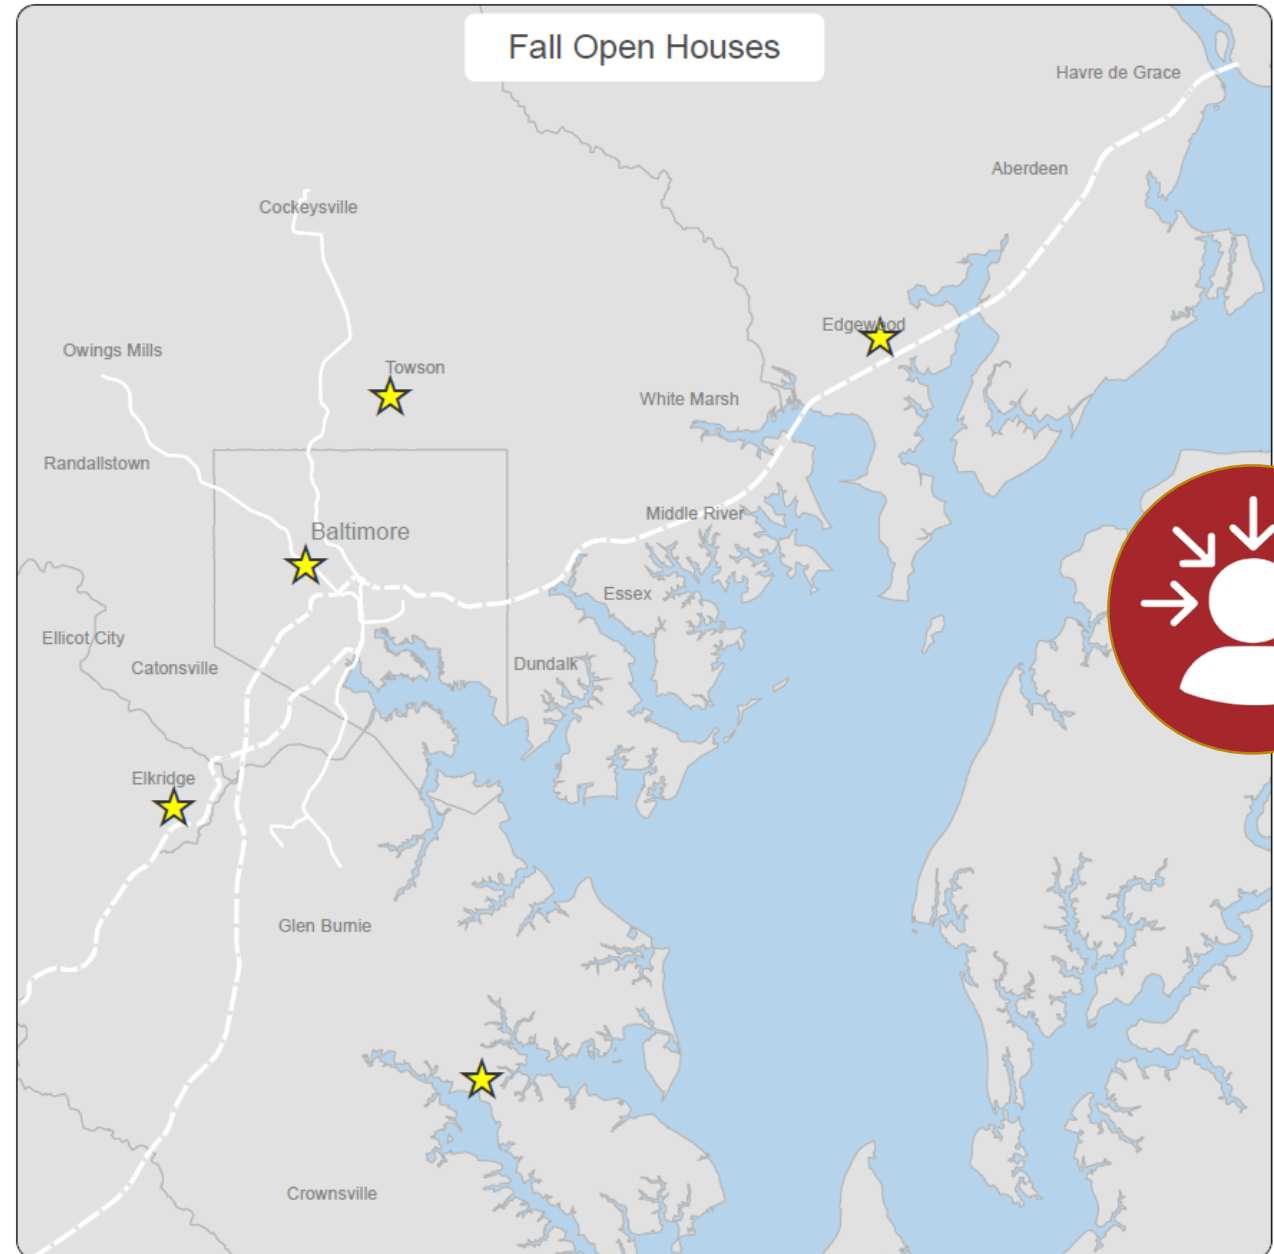 Fall Open Houses
Havre de Grace
Aberdeen
Cockeysville
Edgewood
Owings Mills
Towson
White Marsh
Randallstown
Middle River
Baltimore
Essex
Ellicot City
Catonsville
Dundalk
Elkridge
Glen Burnie
Crownsville